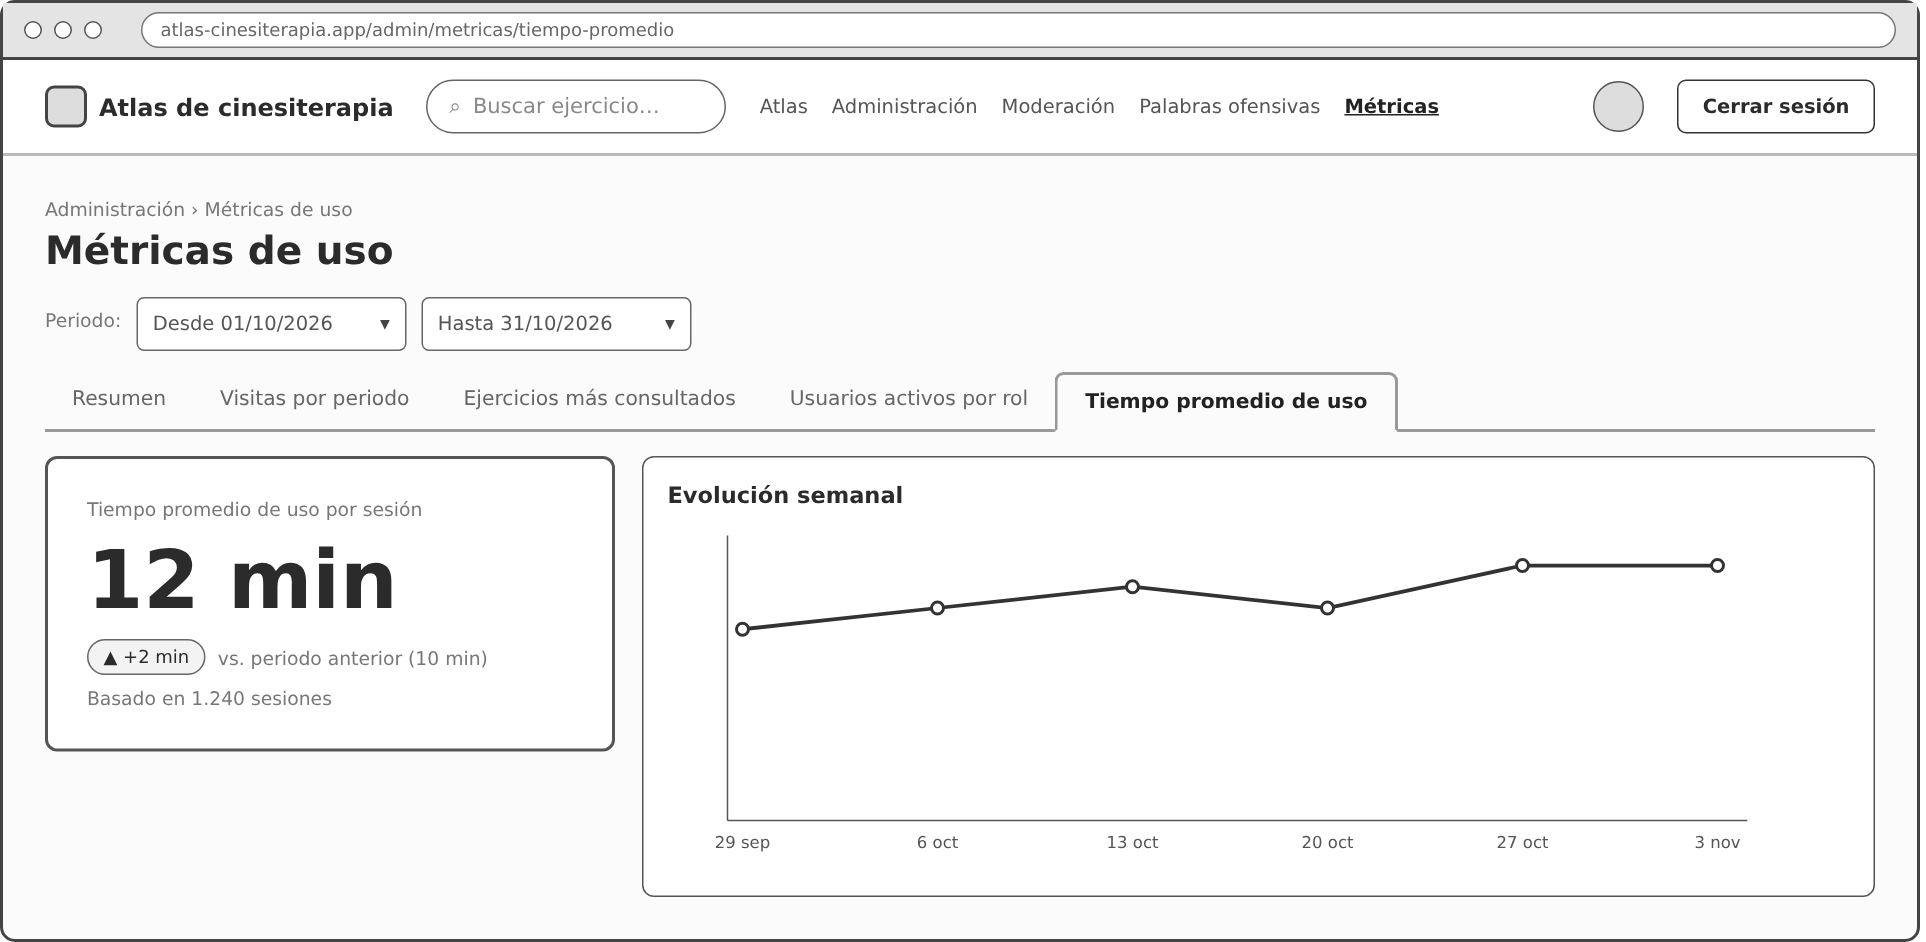 atlas-cinesiterapia.app/admin/metricas/tiempo-promedio
Atlas de cinesiterapia
Buscar ejercicio...
Atlas Administración Moderación Palabras ofensivas Métricas
Cerrar sesión
Administración › Métricas de uso
Métricas de uso
Periodo: Desde 01/10/2026 ▼ Hasta 31/10/2026 ▼
Resumen Visitas por periodo Ejercicios más consultados Usuarios activos por rol Tiempo promedio de uso
Tiempo promedio de uso por sesión
12 min
▲ +2 min vs. periodo anterior (10 min)
Basado en 1.240 sesiones
Evolución semanal
29 sep 6 oct 13 oct 20 oct 27 oct 3 nov